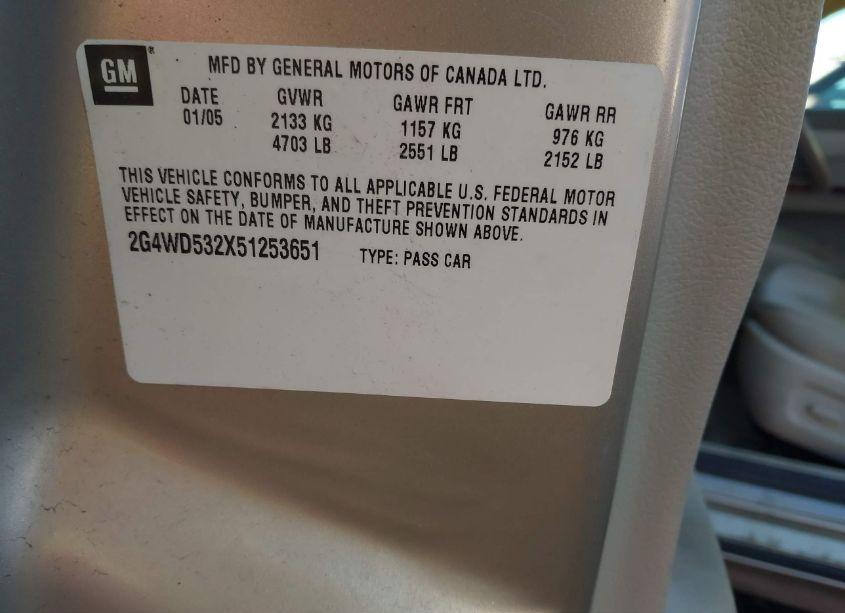 GM®
MFD BY GENERAL MOTORS OF CANADA LTD.
DATE GVWR GAWR FRT GAWR RR
01/05 2133 KG 1157 KG 976 KG
4703 LB 2551 LB 2152 LB
THIS VEHICLE CONFORMS TO ALL APPLICABLE U.S. FEDERAL MOTOR
VEHICLE SAFETY, BUMPER, AND THEFT PREVENTION STANDARDS IN
EFFECT ON THE DATE OF MANUFACTURE SHOWN ABOVE.
2G4WD532X51253651 TYPE: PASS CAR